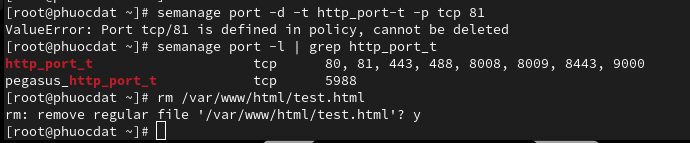 [root@phuocdat ~]# semanage port -d -t http_port-t -p tcp 81
ValueError: Port tcp/81 is defined in policy, cannot be deleted
[root@phuocdat ~]# semanage port -l | grep http_port_t
http_port_t                    tcp      80, 81, 443, 488, 8008, 8009, 8443, 9000
pegasus_http_port_t            tcp      5988
[root@phuocdat ~]# rm /var/www/html/test.html
rm: remove regular file '/var/www/html/test.html'? y
[root@phuocdat ~]#